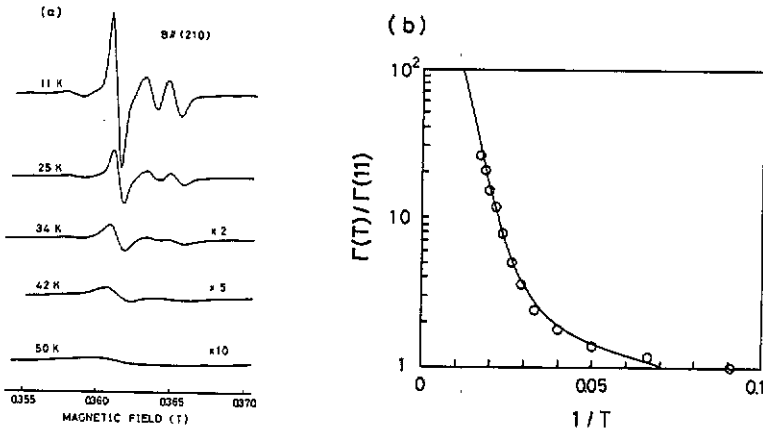 (a)
B∥⟨210⟩
11 K
25 K
34 K
× 2
42 K
× 5
50 K
×10
0.355
0.360
0.365
0.370
MAGNETIC FIELD (T)
(b)
10²
10
1
Γ(T)/Γ(11)
0
0.05
0.1
1/T